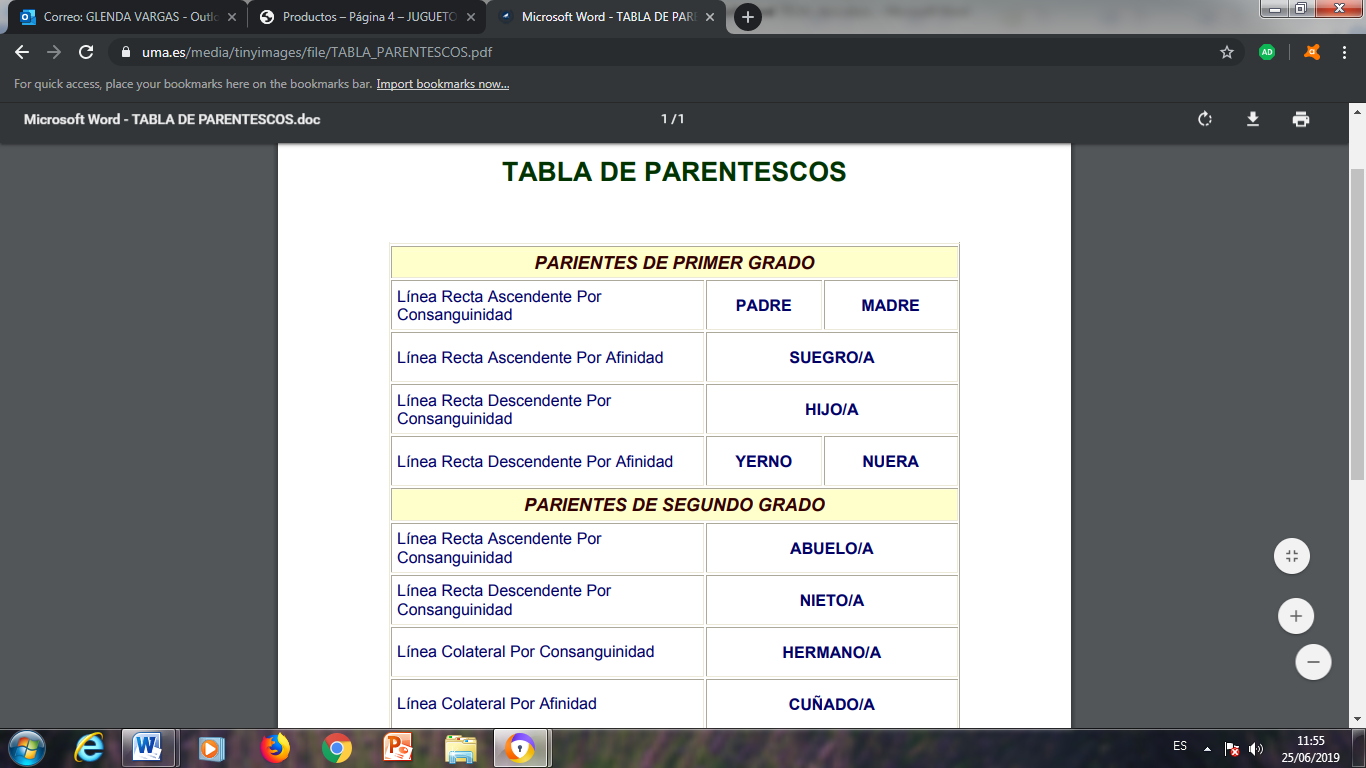 Correo: GLENDA VARGAS - Outlo
Productos – Página 4 – JUGUETO
Microsoft Word - TABLA DE PAR
uma.es/media/tinyimages/file/TABLA_PARENTESCOS.pdf
AD
For quick access, place your bookmarks here on the bookmarks bar. Import bookmarks now...
Microsoft Word - TABLA DE PARENTESCOS.doc
1 / 1
TABLA DE PARENTESCOS
PARIENTES DE PRIMER GRADO
Línea Recta Ascendente Por
Consanguinidad
PADRE
MADRE
Línea Recta Ascendente Por Afinidad
SUEGRO/A
Línea Recta Descendente Por
Consanguinidad
HIJO/A
Línea Recta Descendente Por Afinidad
YERNO
NUERA
PARIENTES DE SEGUNDO GRADO
Línea Recta Ascendente Por
Consanguinidad
ABUELO/A
Línea Recta Descendente Por
Consanguinidad
NIETO/A
Línea Colateral Por Consanguinidad
HERMANO/A
Línea Colateral Por Afinidad
CUÑADO/A
ES
11:55
25/06/2019